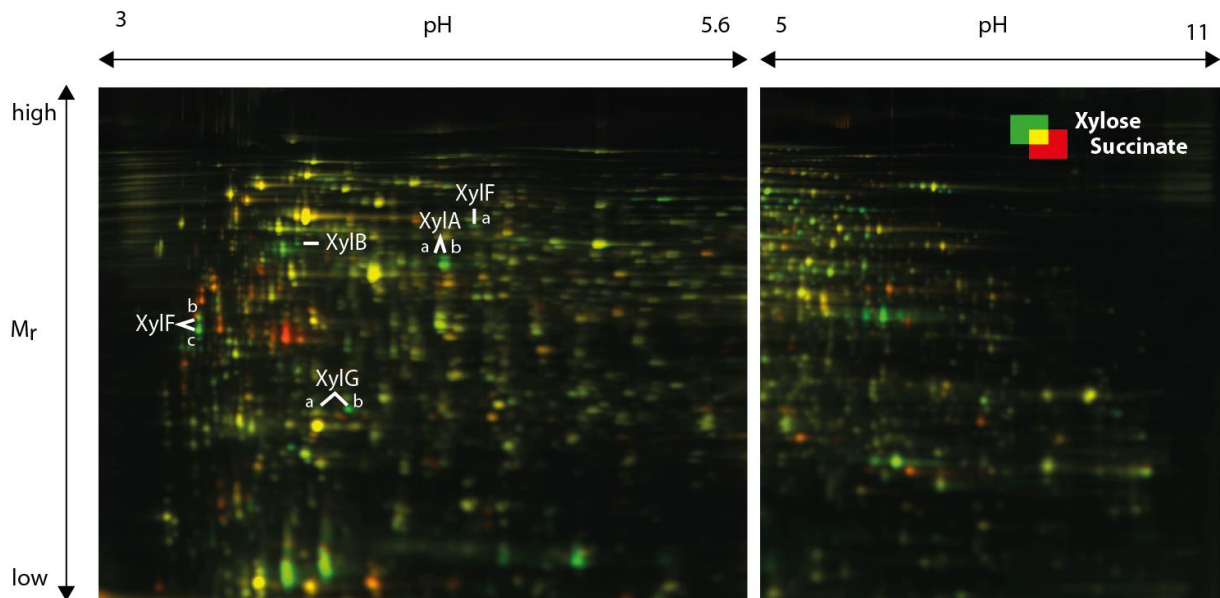 3 pH 5.6
5 pH 11
high
Xylose
Succinate
XylF
a
XylA
a b
XylB
b
XylF
c
Mr
XylG
a b
low